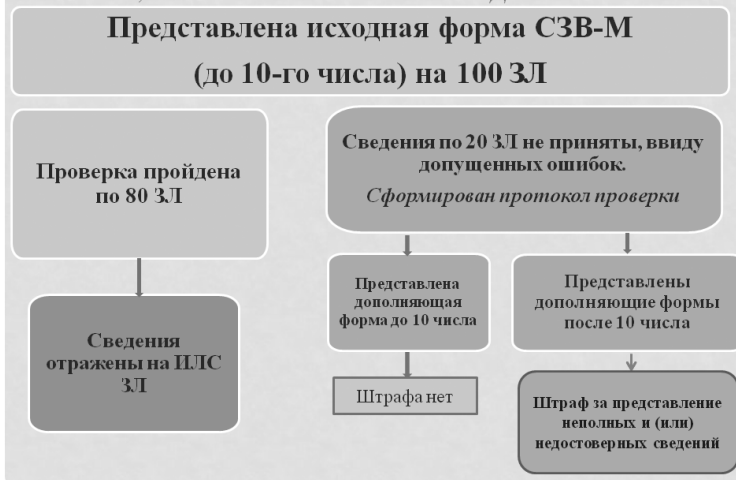 Представлена исходная форма СЗВ-М
(до 10-го числа) на 100 ЗЛ
Проверка пройдена
по 80 ЗЛ
Сведения
отражены на ИЛС
ЗЛ
Сведения по 20 ЗЛ не приняты, ввиду
допущенных ошибок.
Сформирован протокол проверки
Представлена
дополняющая
форма до 10 числа
Штрафа нет
Представлены
дополняющие формы
после 10 числа
Штраф за представление
неполных и (или)
недостоверных сведений